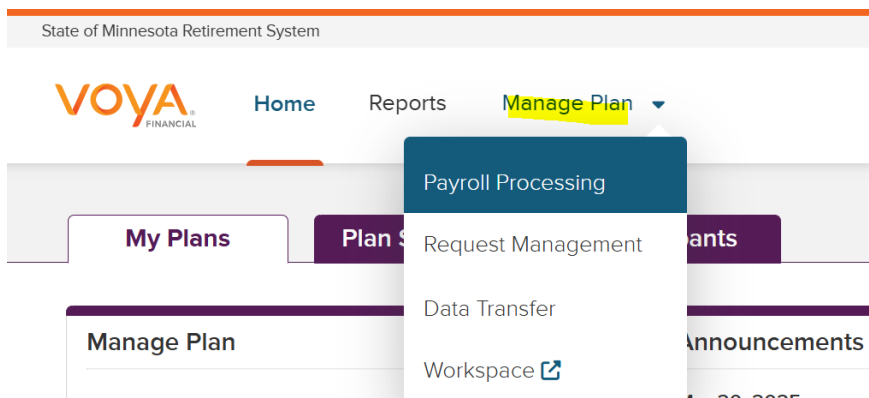 State of Minnesota Retirement System
VOYA
FINANCIAL
Home Reports Manage Plan
Payroll Processing
My Plans Plan
Request Management
Data Transfer
Manage Plan
Announcements
Workspace